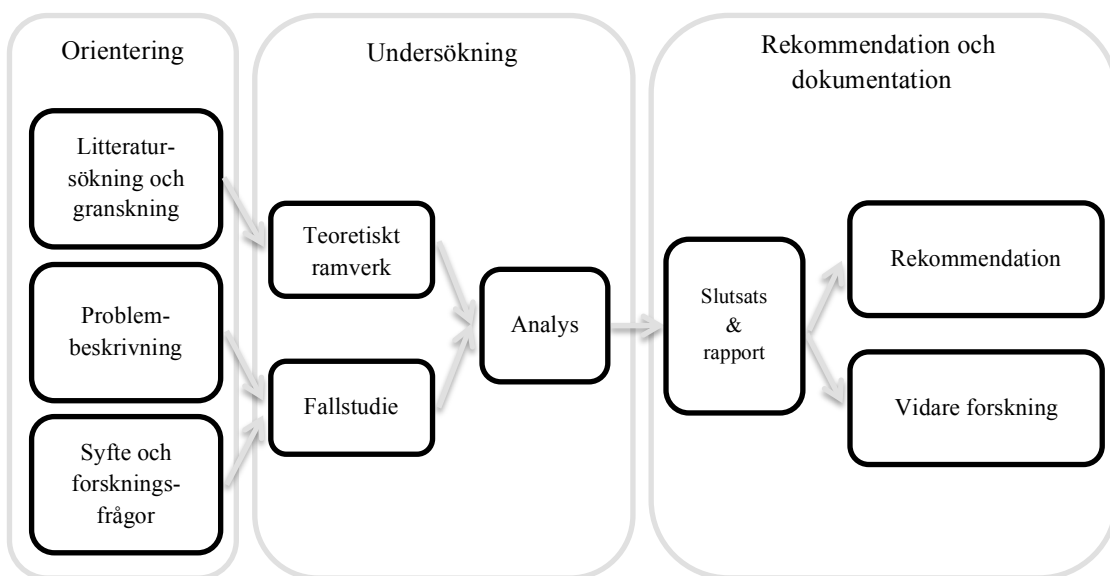 Orientering
Litteratur-
sökning och
granskning
Problem-
beskrivning
Syfte och
forsknings-
frågor
Undersökning
Teoretiskt
ramverk
Fallstudie
Analys
Rekommendation och
dokumentation
Slutsats
&
rapport
Rekommendation
Vidare forskning